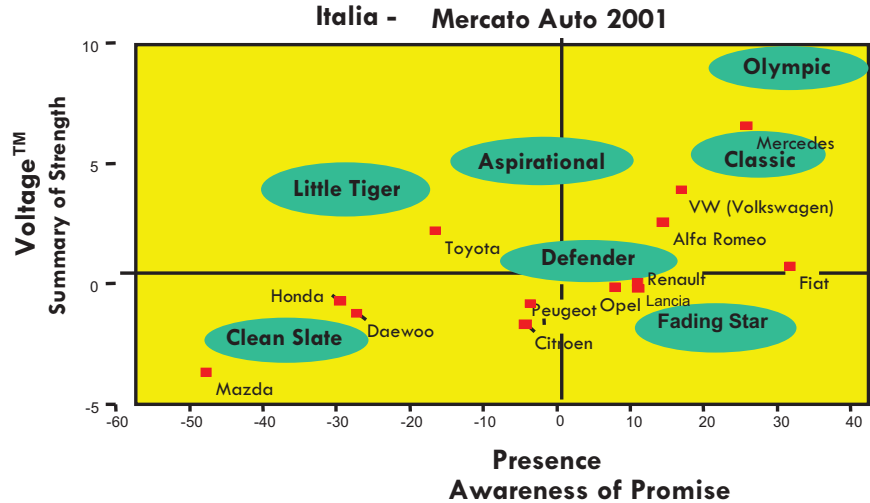 Italia - Mercato Auto 2001
10
Olympic
Mercedes
Classic
Aspirational
5
Little Tiger
VW (Volkswagen)
Alfa Romeo
Toyota
Defender
Renault
Fiat
0
Honda
Opel
Lancia
Peugeot
Daewoo
Fading Star
Clean Slate
Citroen
Mazda
-5
-60
-50
-40
-30
-20
-10
0
10
20
30
40
Voltage™
Summary of Strength
Presence
Awareness of Promise